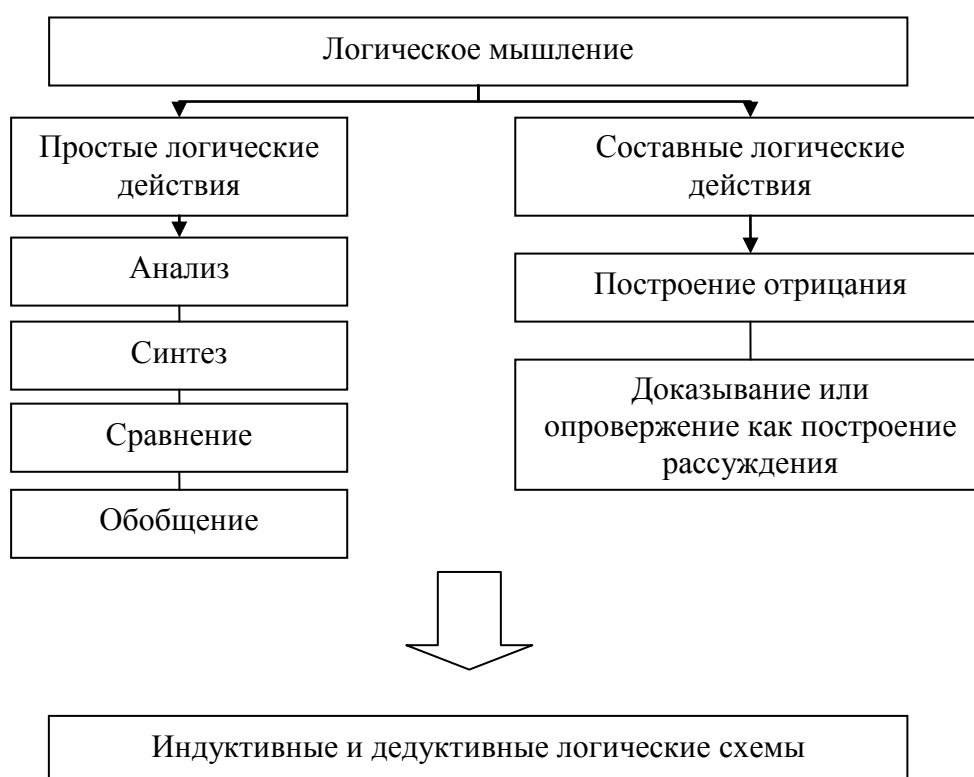 Логическое мышление
Простые логические
действия
Анализ
Синтез
Сравнение
Обобщение
Составные логические
действия
Построение отрицания
Доказывание или
опровержение как построение
рассуждения
Индуктивные и дедуктивные логические схемы